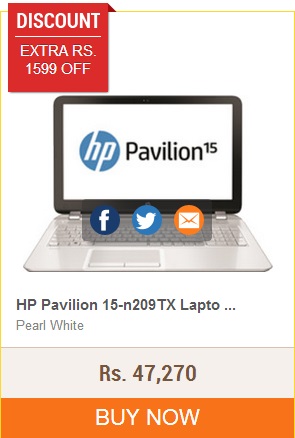 DISCOUNT
EXTRA RS.
1599 OFF
hp Pavilion15
f
HP Pavilion 15-n209TX Lapto ...
Pearl White
Rs. 47,270
BUY NOW